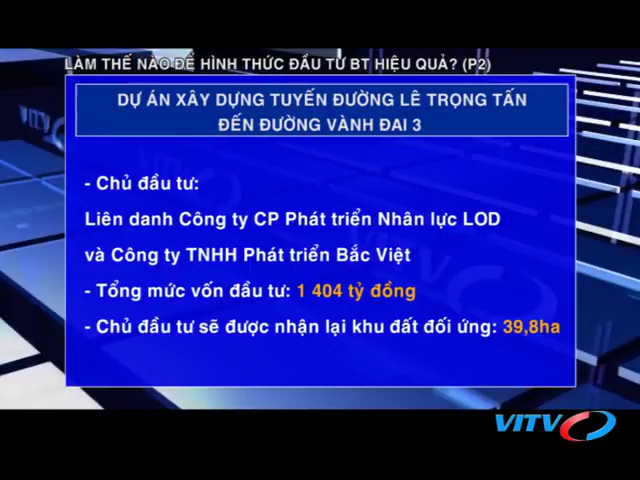 LÀM THẾ NÀO ĐỂ HÌNH THỨC ĐẦU TƯ BT HIỆU QUẢ? (P2)
DỰ ÁN XÂY DỰNG TUYẾN ĐƯỜNG LÊ TRỌNG TẤN
ĐẾN ĐƯỜNG VÀNH ĐAI 3
- Chủ đầu tư:
Liên danh Công ty CP Phát triển Nhân lực LOD
và Công ty TNHH Phát triển Bắc Việt
- Tổng mức vốn đầu tư: 1 404 tỷ đồng
- Chủ đầu tư sẽ được nhận lại khu đất đối ứng: 39,8ha
VITV